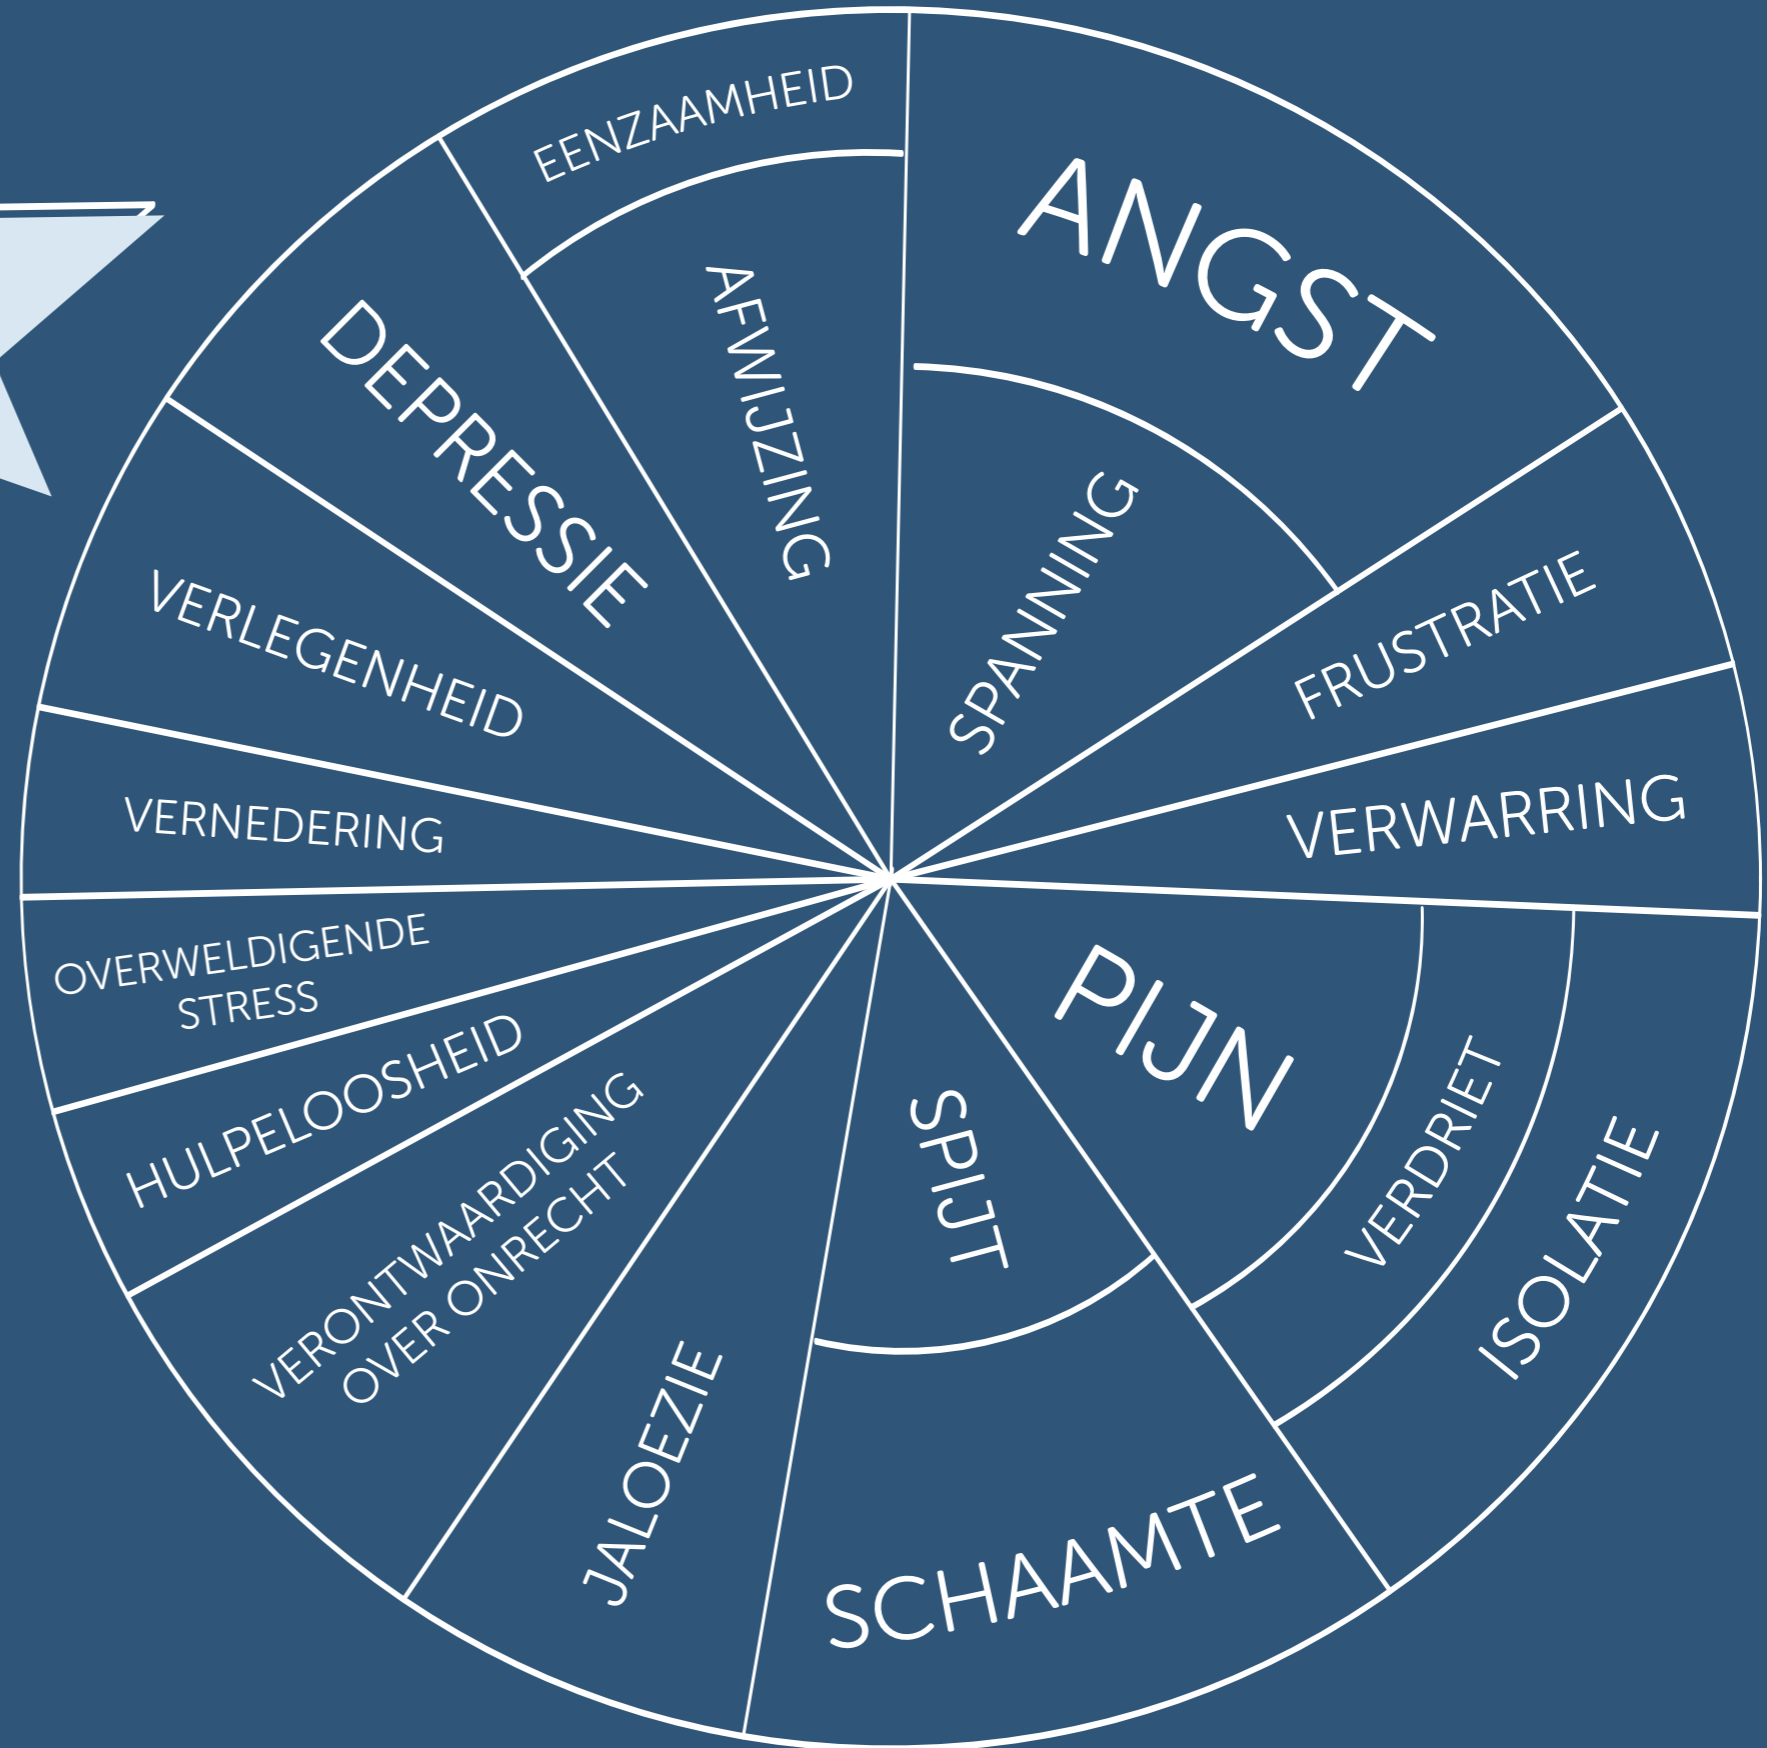 EENZAAMHEID
AFWIJZING
ANGST
SPANNING
FRUSTRATIE
VERWARRING
PIJN
VERDRIET
ISOLATIE
SPIJT
SCHAAMTE
JALOEZIE
VERONTWAARDIGING
OVER ONRECHT
HULPELOOSHEID
OVERWELDIGENDE
STRESS
VERNEDERING
VERLEGENHEID
DEPRESSIE